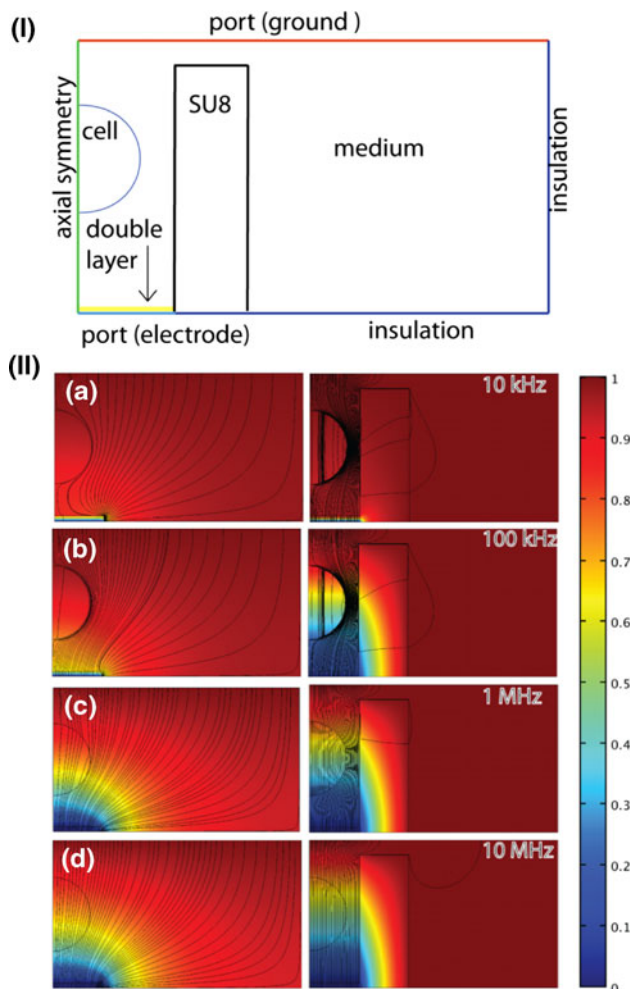 (I)
port (ground )
axial symmetry
cell
SU8
medium
insulation
double
layer
port (electrode)
insulation
(II)
(a)
10 kHz
(b)
100 kHz
(c)
1 MHz
(d)
10 MHz
1
0.9
0.8
0.7
0.6
0.5
0.4
0.3
0.2
0.1
0